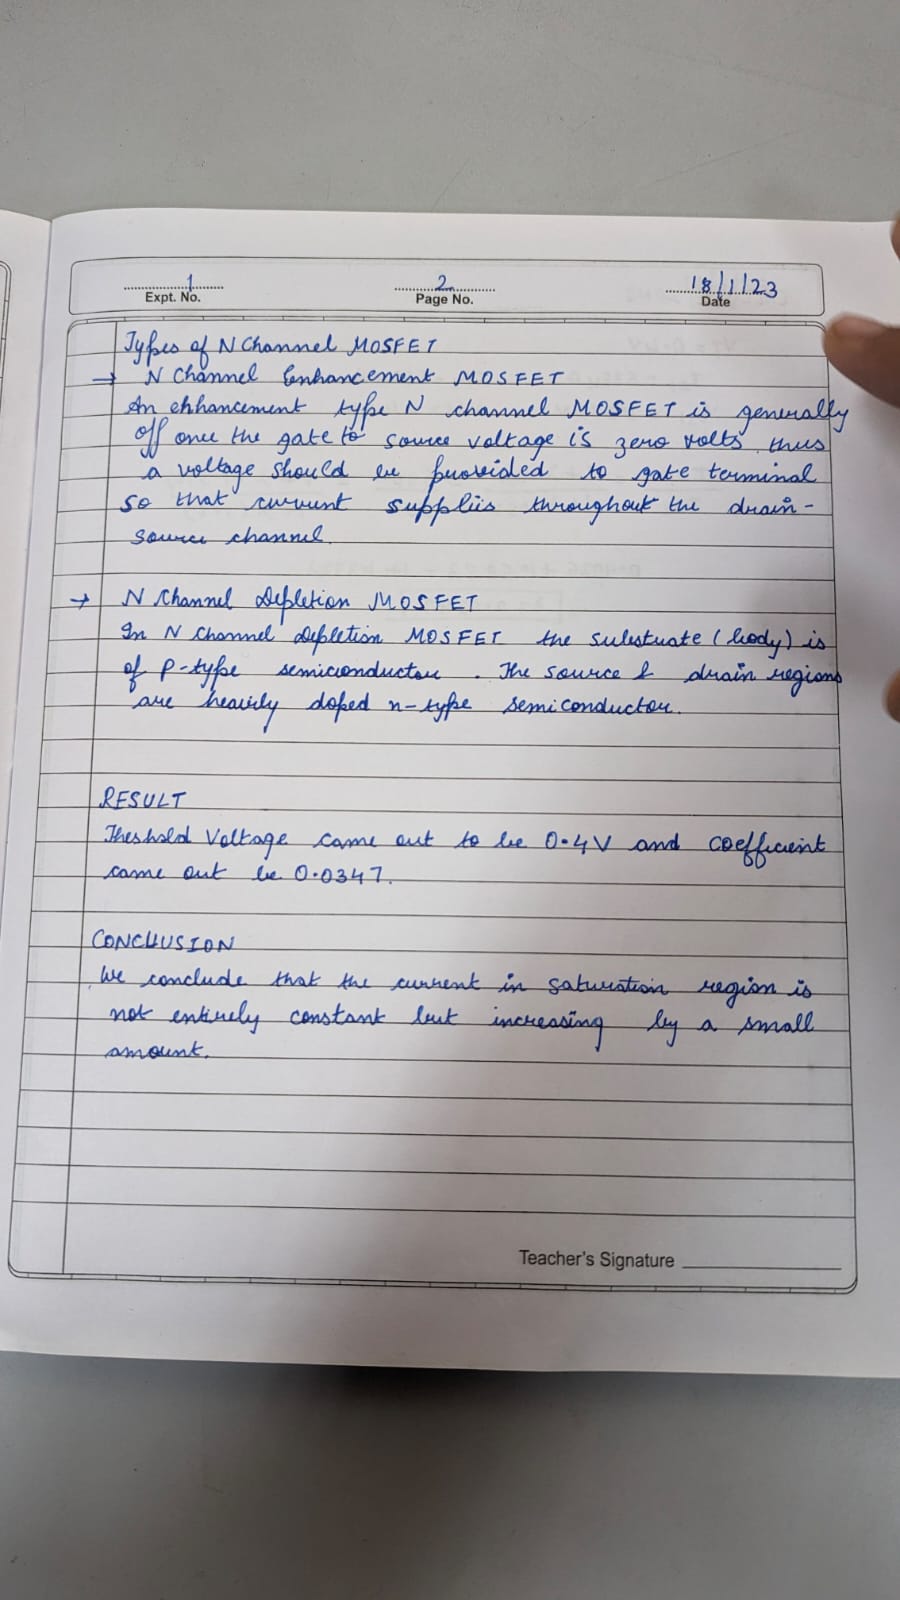 1
Expt. No.
2
Page No.
18/1/23
Date
Types of N Channel MOSFET
→ N Channel Enhancement MOSFET
An ehhancement type N channel MOSFET is generally
off once the gate to source voltage is zero volts thus
a voltage should be provided to gate terminal
so that current supplies throughout the drain-
source channel.
→ N Channel Depletion MOSFET
In N Channel Depletion MOSFET the substrate (body) is
of P-type semiconductor. The source & drain regions
are heavily doped n-type semiconductor.
RESULT
Theshold Voltage came out to be 0.4V and coefficient
came out be 0.0347.
CONCLUSION
We conclude that the current in saturation region is
not entirely constant but increasing by a small
amount.
Teacher's Signature